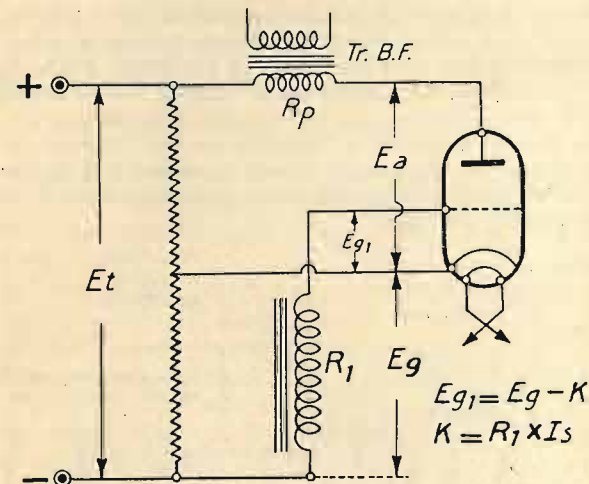 Tr. B.F.
+
Rp
Ea
Eg1
Et
R1
Eg
Eg1 = Eg – K
K = R1 x Is
–